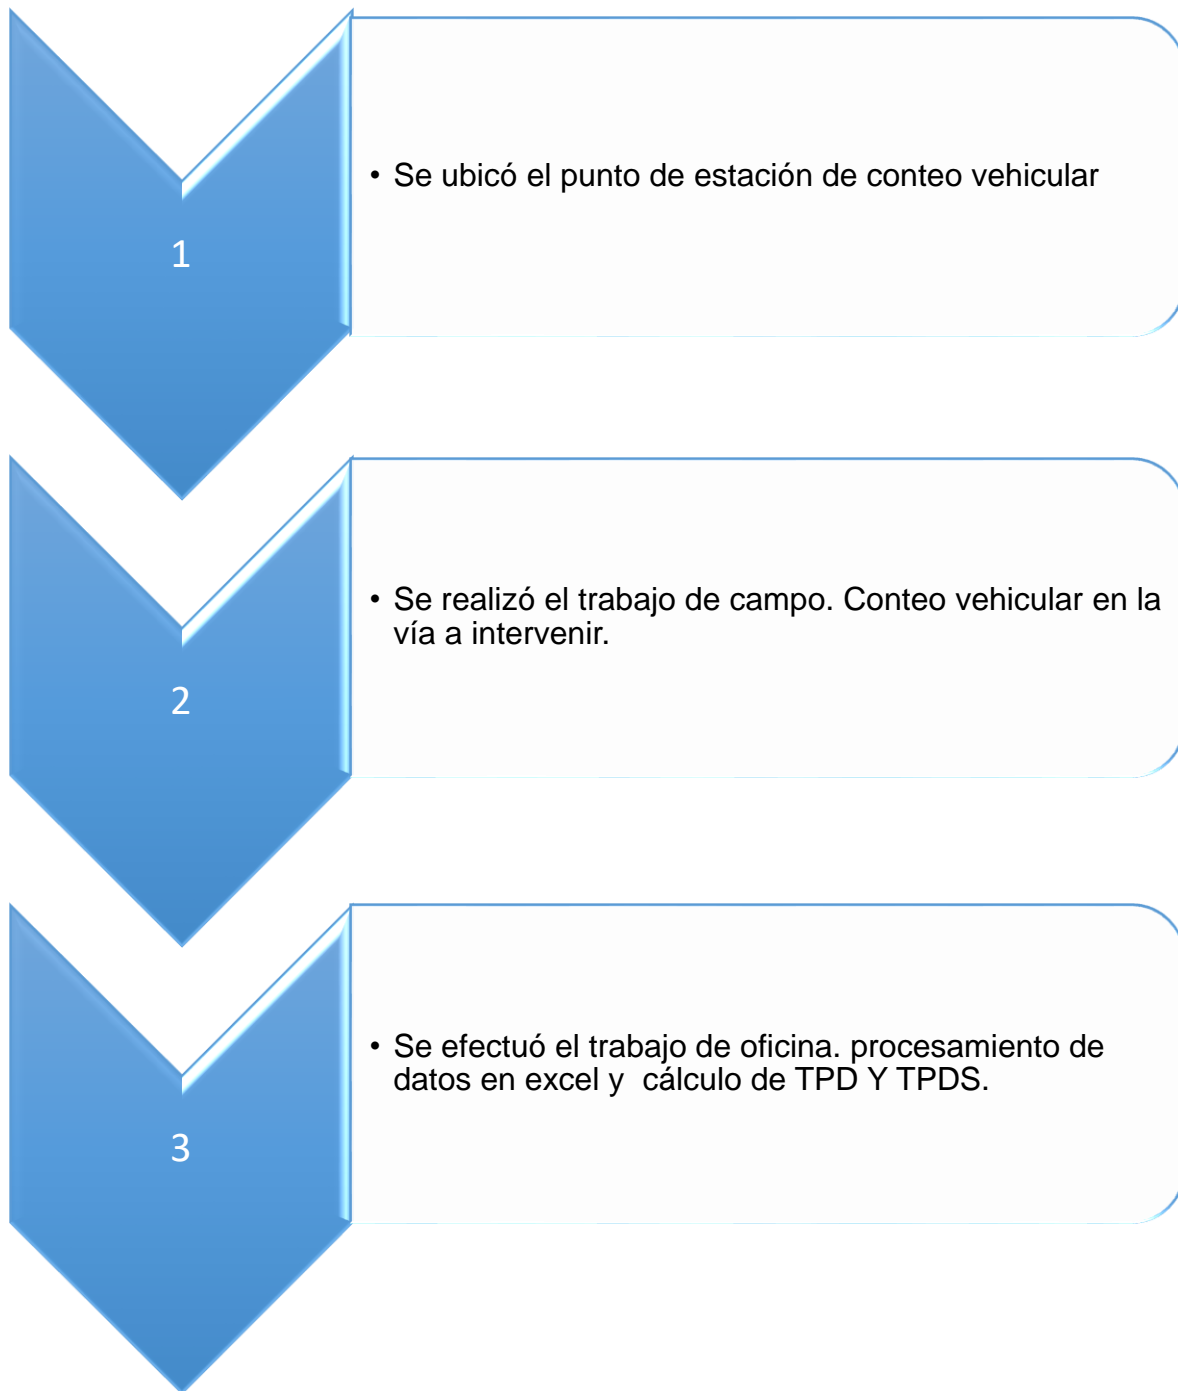 1
• Se ubicó el punto de estación de conteo vehicular
2
• Se realizó el trabajo de campo. Conteo vehicular en la
vía a intervenir.
3
• Se efectuó el trabajo de oficina. procesamiento de
datos en excel y  cálculo de TPD Y TPDS.